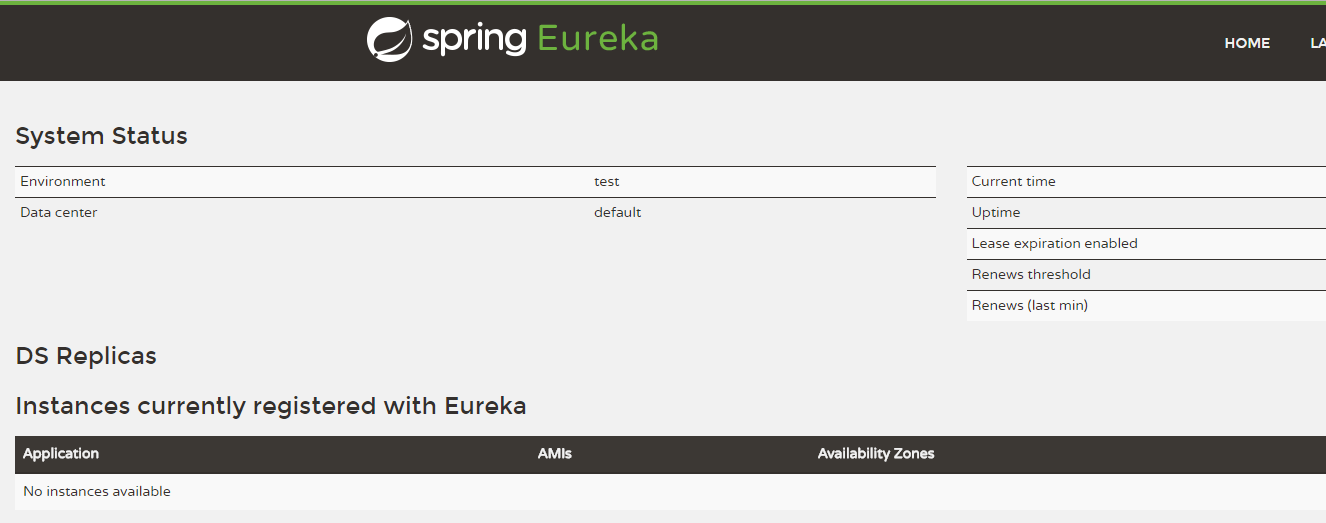 spring Eureka
HOME
LA
System Status
Environment test
Data center default
Current time
Uptime
Lease expiration enabled
Renews threshold
Renews (last min)
DS Replicas
Instances currently registered with Eureka
Application AMIs Availability Zones
No instances available